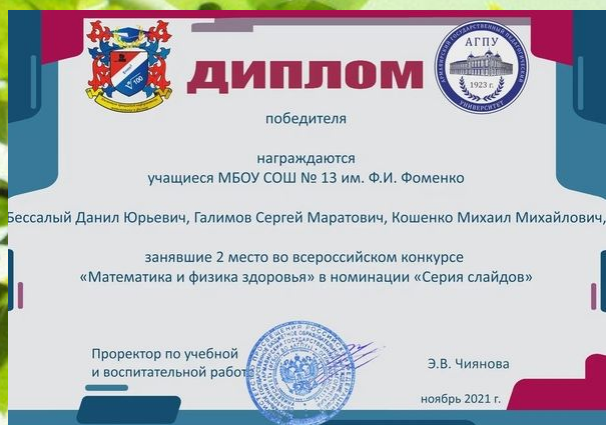 ДИПЛОМ
АГПУ
1923 г.
УНИВЕРСИТЕТ
победителя
награждаются
учащиеся МБОУ СОШ № 13 им. Ф.И. Фоменко
Бессалый Данил Юрьевич, Галимов Сергей Маратович, Кошенко Михаил Михайлович,
занявшие 2 место во всероссийском конкурсе
«Математика и физика здоровья» в номинации «Серия слайдов»
Проректор по учебной
и воспитательной работе
Э.В. Чиянова
ноябрь 2021 г.